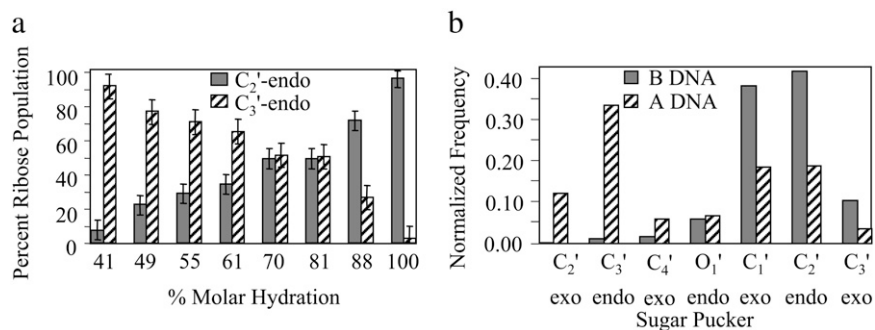 a
Percent Ribose Population
100
80
60
40
20
0
C₂'-endo
C₃'-endo
41 49 55 61 70 81 88 100
% Molar Hydration
b
Normalized Frequency
0.40
0.30
0.20
0.10
0.00
B DNA
A DNA
C₂' C₃' C₄' O₁' C₁' C₂' C₃'
exo endo exo endo exo endo exo
Sugar Pucker